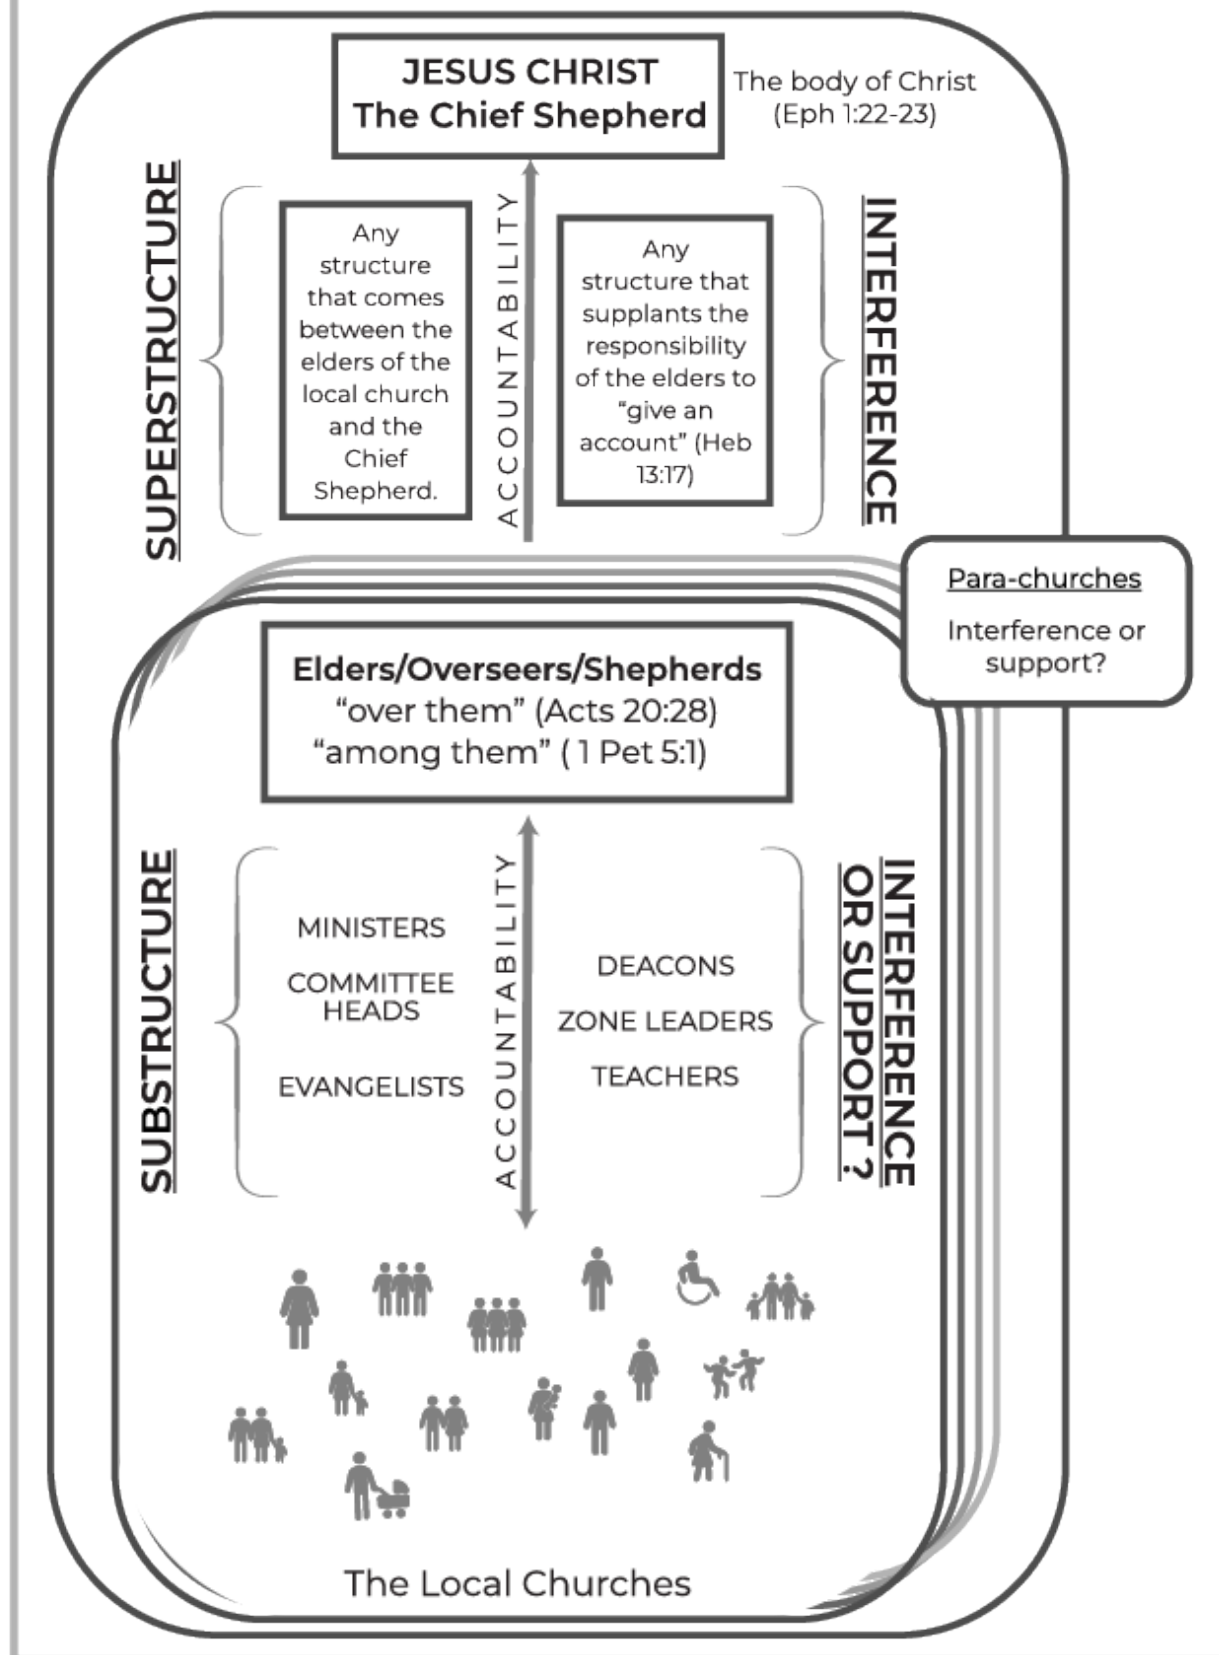 JESUS CHRIST
The Chief Shepherd
The body of Christ
(Eph 1:22-23)
SUPERSTRUCTURE
Any
structure
that comes
between the
elders of the
local church
and the
Chief
Shepherd.
ACCOUNTABILITY
Any
structure that
supplants the
responsibility
of the elders to
“give an
account” (Heb
13:17)
INTERFERENCE
Para-churches
Interference or
support?
Elders/Overseers/Shepherds
“over them” (Acts 20:28)
“among them” ( 1 Pet 5:1)
SUBSTRUCTURE
MINISTERS
COMMITTEE
HEADS
EVANGELISTS
ACCOUNTABILITY
DEACONS
ZONE LEADERS
TEACHERS
INTERFERENCE
OR SUPPORT ?
The Local Churches